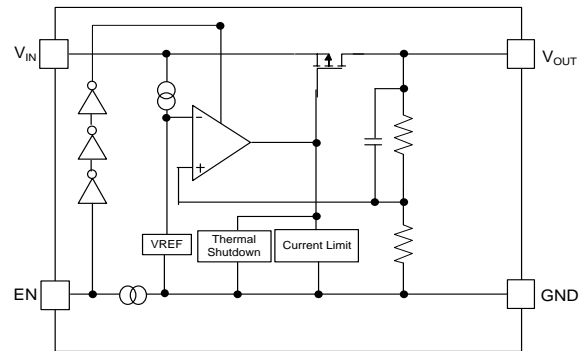 VIN
VOUT
−
+
VREF
Thermal
Shutdown
Current Limit
EN
GND